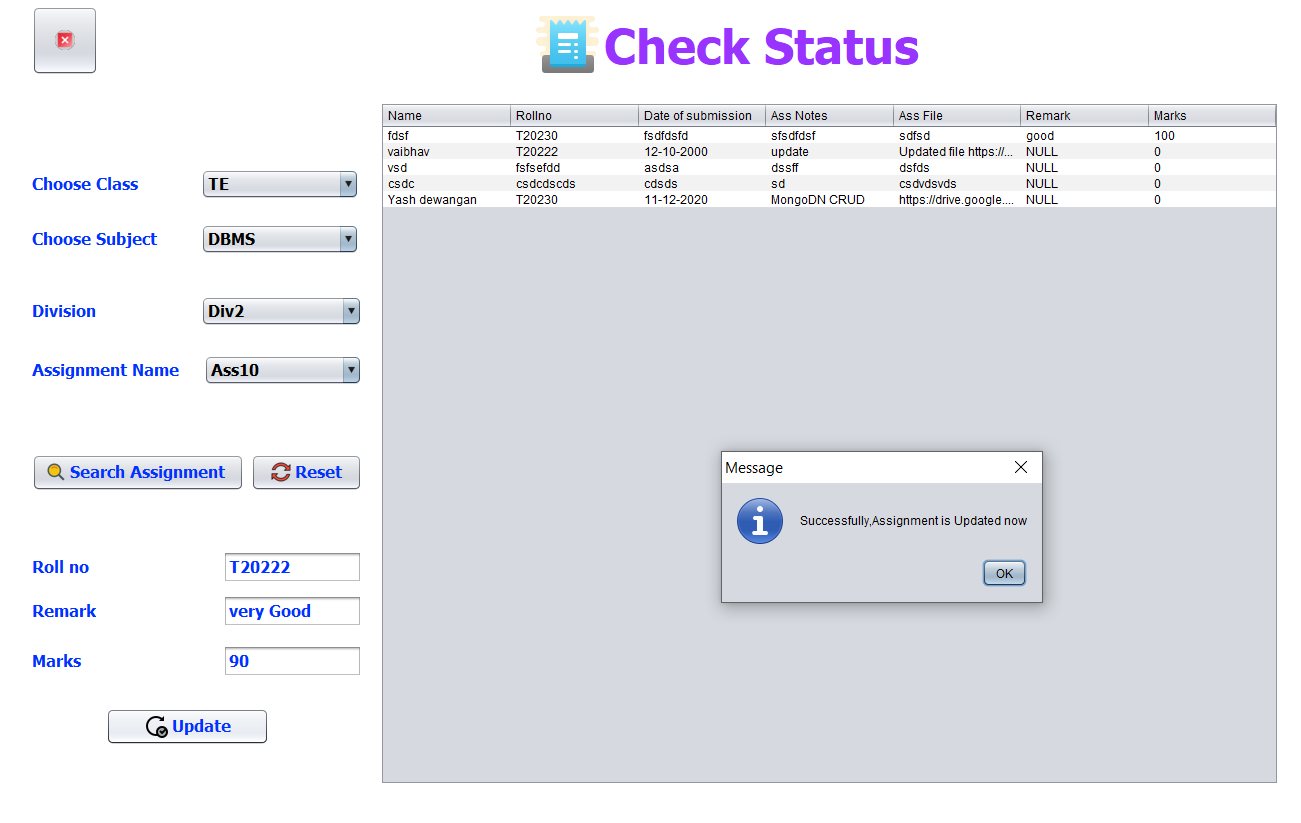 Check Status
Name Rollno Date of submission Ass Notes Ass File Remark Marks
fdsf T20230 fsdfdsfd sfsdfdsf sdfsd good 100
vaibhav T20222 12-10-2000 update Updated file https://... NULL 0
vsd fsfsefdd asdsa dssff dsfds NULL 0
csdc csdcdscds cdsds sd csdvdsvds NULL 0
Yash dewangan T20230 11-12-2020 MongoDN CRUD https://drive.google.... NULL 0
Choose Class TE
Choose Subject DBMS
Division Div2
Assignment Name Ass10
Search Assignment Reset
Roll no T20222
Remark very Good
Marks 90
Update
Message
Successfully,Assignment is Updated now
OK